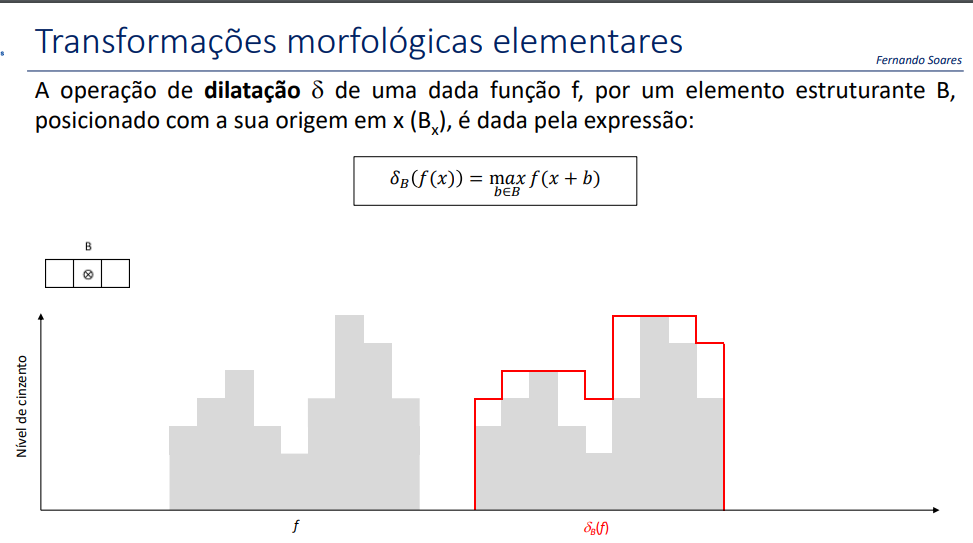 Transformações morfológicas elementares
Fernando Soares
A operação de dilatação δ de uma dada função f, por um elemento estruturante B,
posicionado com a sua origem em x (Bx), é dada pela expressão:
δB(f(x)) = max f(x + b)
b∈B
B
Nível de cinzento
f
δB(f)